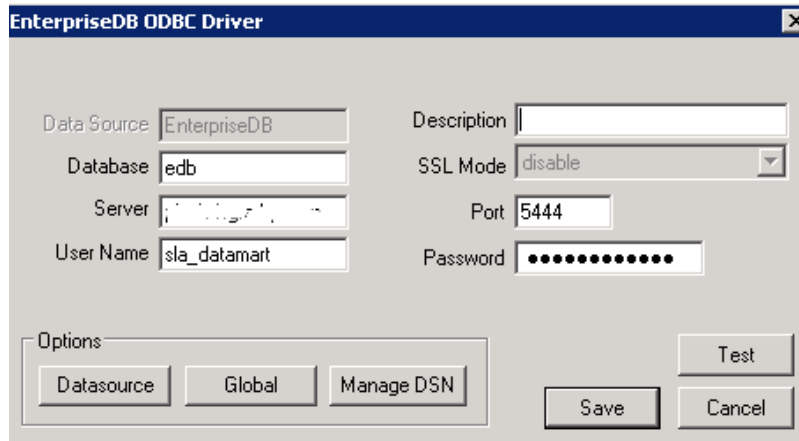 EnterpriseDB ODBC Driver
Data Source EnterpriseDB
Description
Database edb
SSL Mode disable
Server
Port 5444
User Name sla_datamart
Password ●●●●●●●●●●●●
Options
Datasource Global Manage DSN
Test
Save Cancel